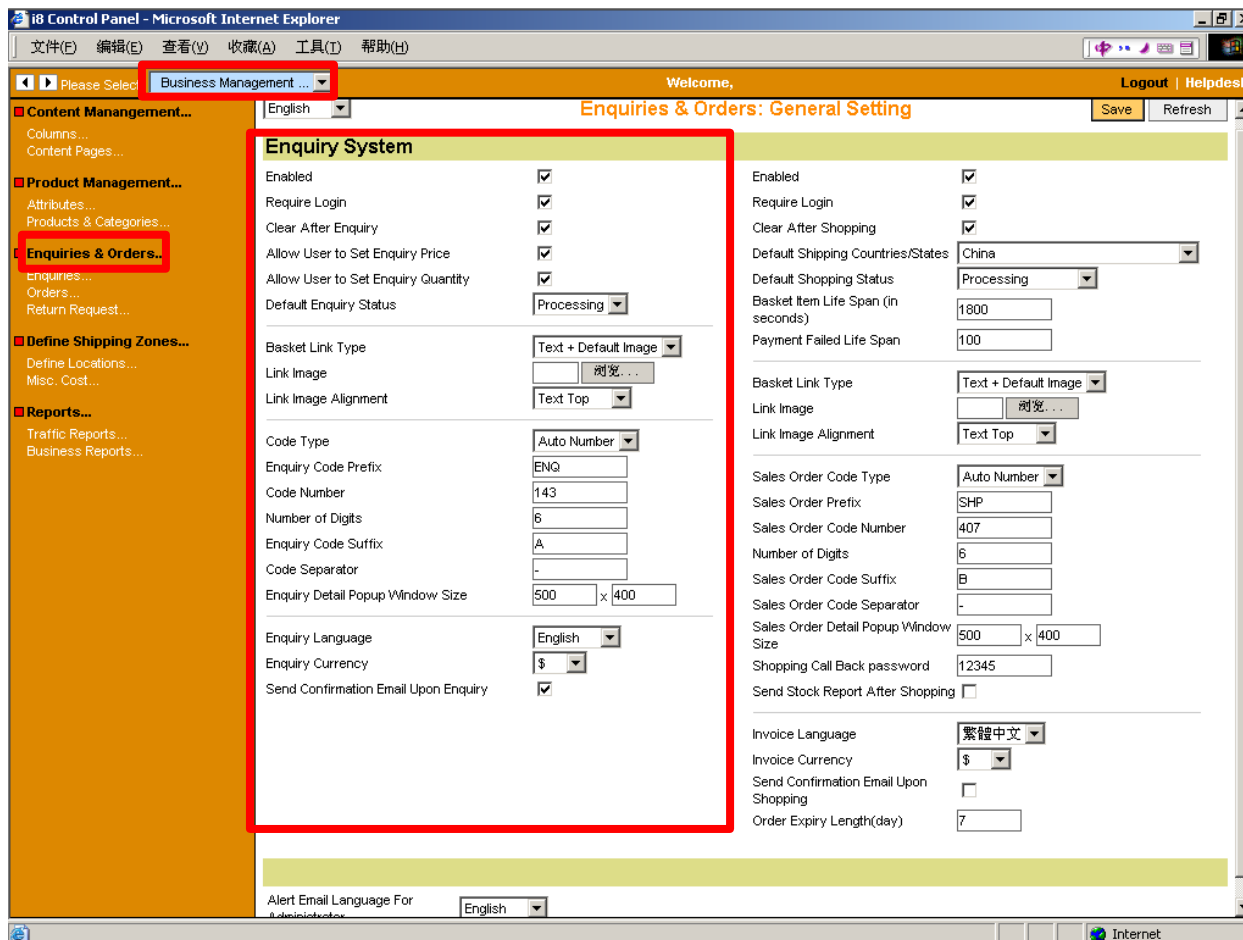 i8 Control Panel - Microsoft Internet Explorer
文件(F) 编辑(E) 查看(V) 收藏(A) 工具(T) 帮助(H)
中
Please Select Business Management ... Welcome, Logout | Helpdesk
Content Manangement...
Columns...
Content Pages...
Product Management...
Attributes...
Products & Categories...
Enquiries & Orders..
Enquiries...
Orders...
Return Request...
Define Shipping Zones...
Define Locations...
Misc. Cost...
Reports...
Traffic Reports...
Business Reports...
English Enquiries & Orders: General Setting Save Refresh
Enquiry System
Enabled
Require Login
Clear After Enquiry
Allow User to Set Enquiry Price
Allow User to Set Enquiry Quantity
Default Enquiry Status Processing
Basket Link Type Text + Default Image
Link Image 浏览...
Link Image Alignment Text Top
Code Type Auto Number
Enquiry Code Prefix ENQ
Code Number 143
Number of Digits 6
Enquiry Code Suffix A
Code Separator -
Enquiry Detail Popup Window Size 500 x 400
Enquiry Language English
Enquiry Currency $
Send Confirmation Email Upon Enquiry
Enabled
Require Login
Clear After Shopping
Default Shipping Countries/States China
Default Shopping Status Processing
Basket Item Life Span (in
seconds) 1800
Payment Failed Life Span 100
Basket Link Type Text + Default Image
Link Image 浏览...
Link Image Alignment Text Top
Sales Order Code Type Auto Number
Sales Order Prefix SHP
Sales Order Code Number 407
Number of Digits 6
Sales Order Code Suffix B
Sales Order Code Separator -
Sales Order Detail Popup Window
Size 500 x 400
Shopping Call Back password 12345
Send Stock Report After Shopping
Invoice Language 繁體中文
Invoice Currency $
Send Confirmation Email Upon
Shopping
Order Expiry Length(day) 7
Alert Email Language For
Administrator English
Internet